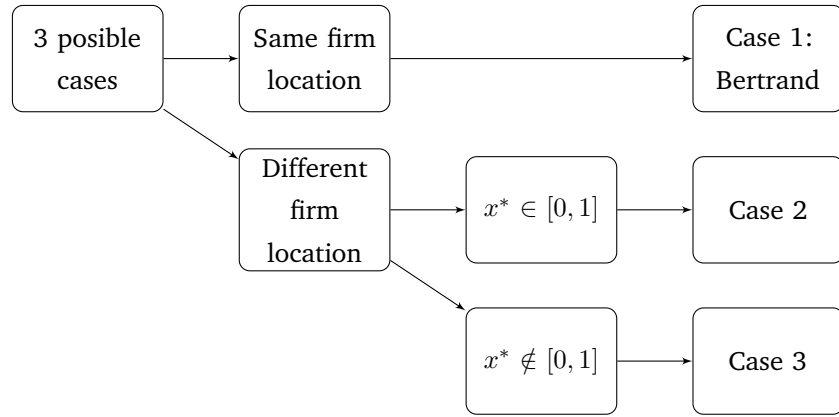 3 posible
cases
Same firm
location
Case 1:
Bertrand
Different
firm
location
x* ∈ [0, 1]
Case 2
x* ∉ [0, 1]
Case 3